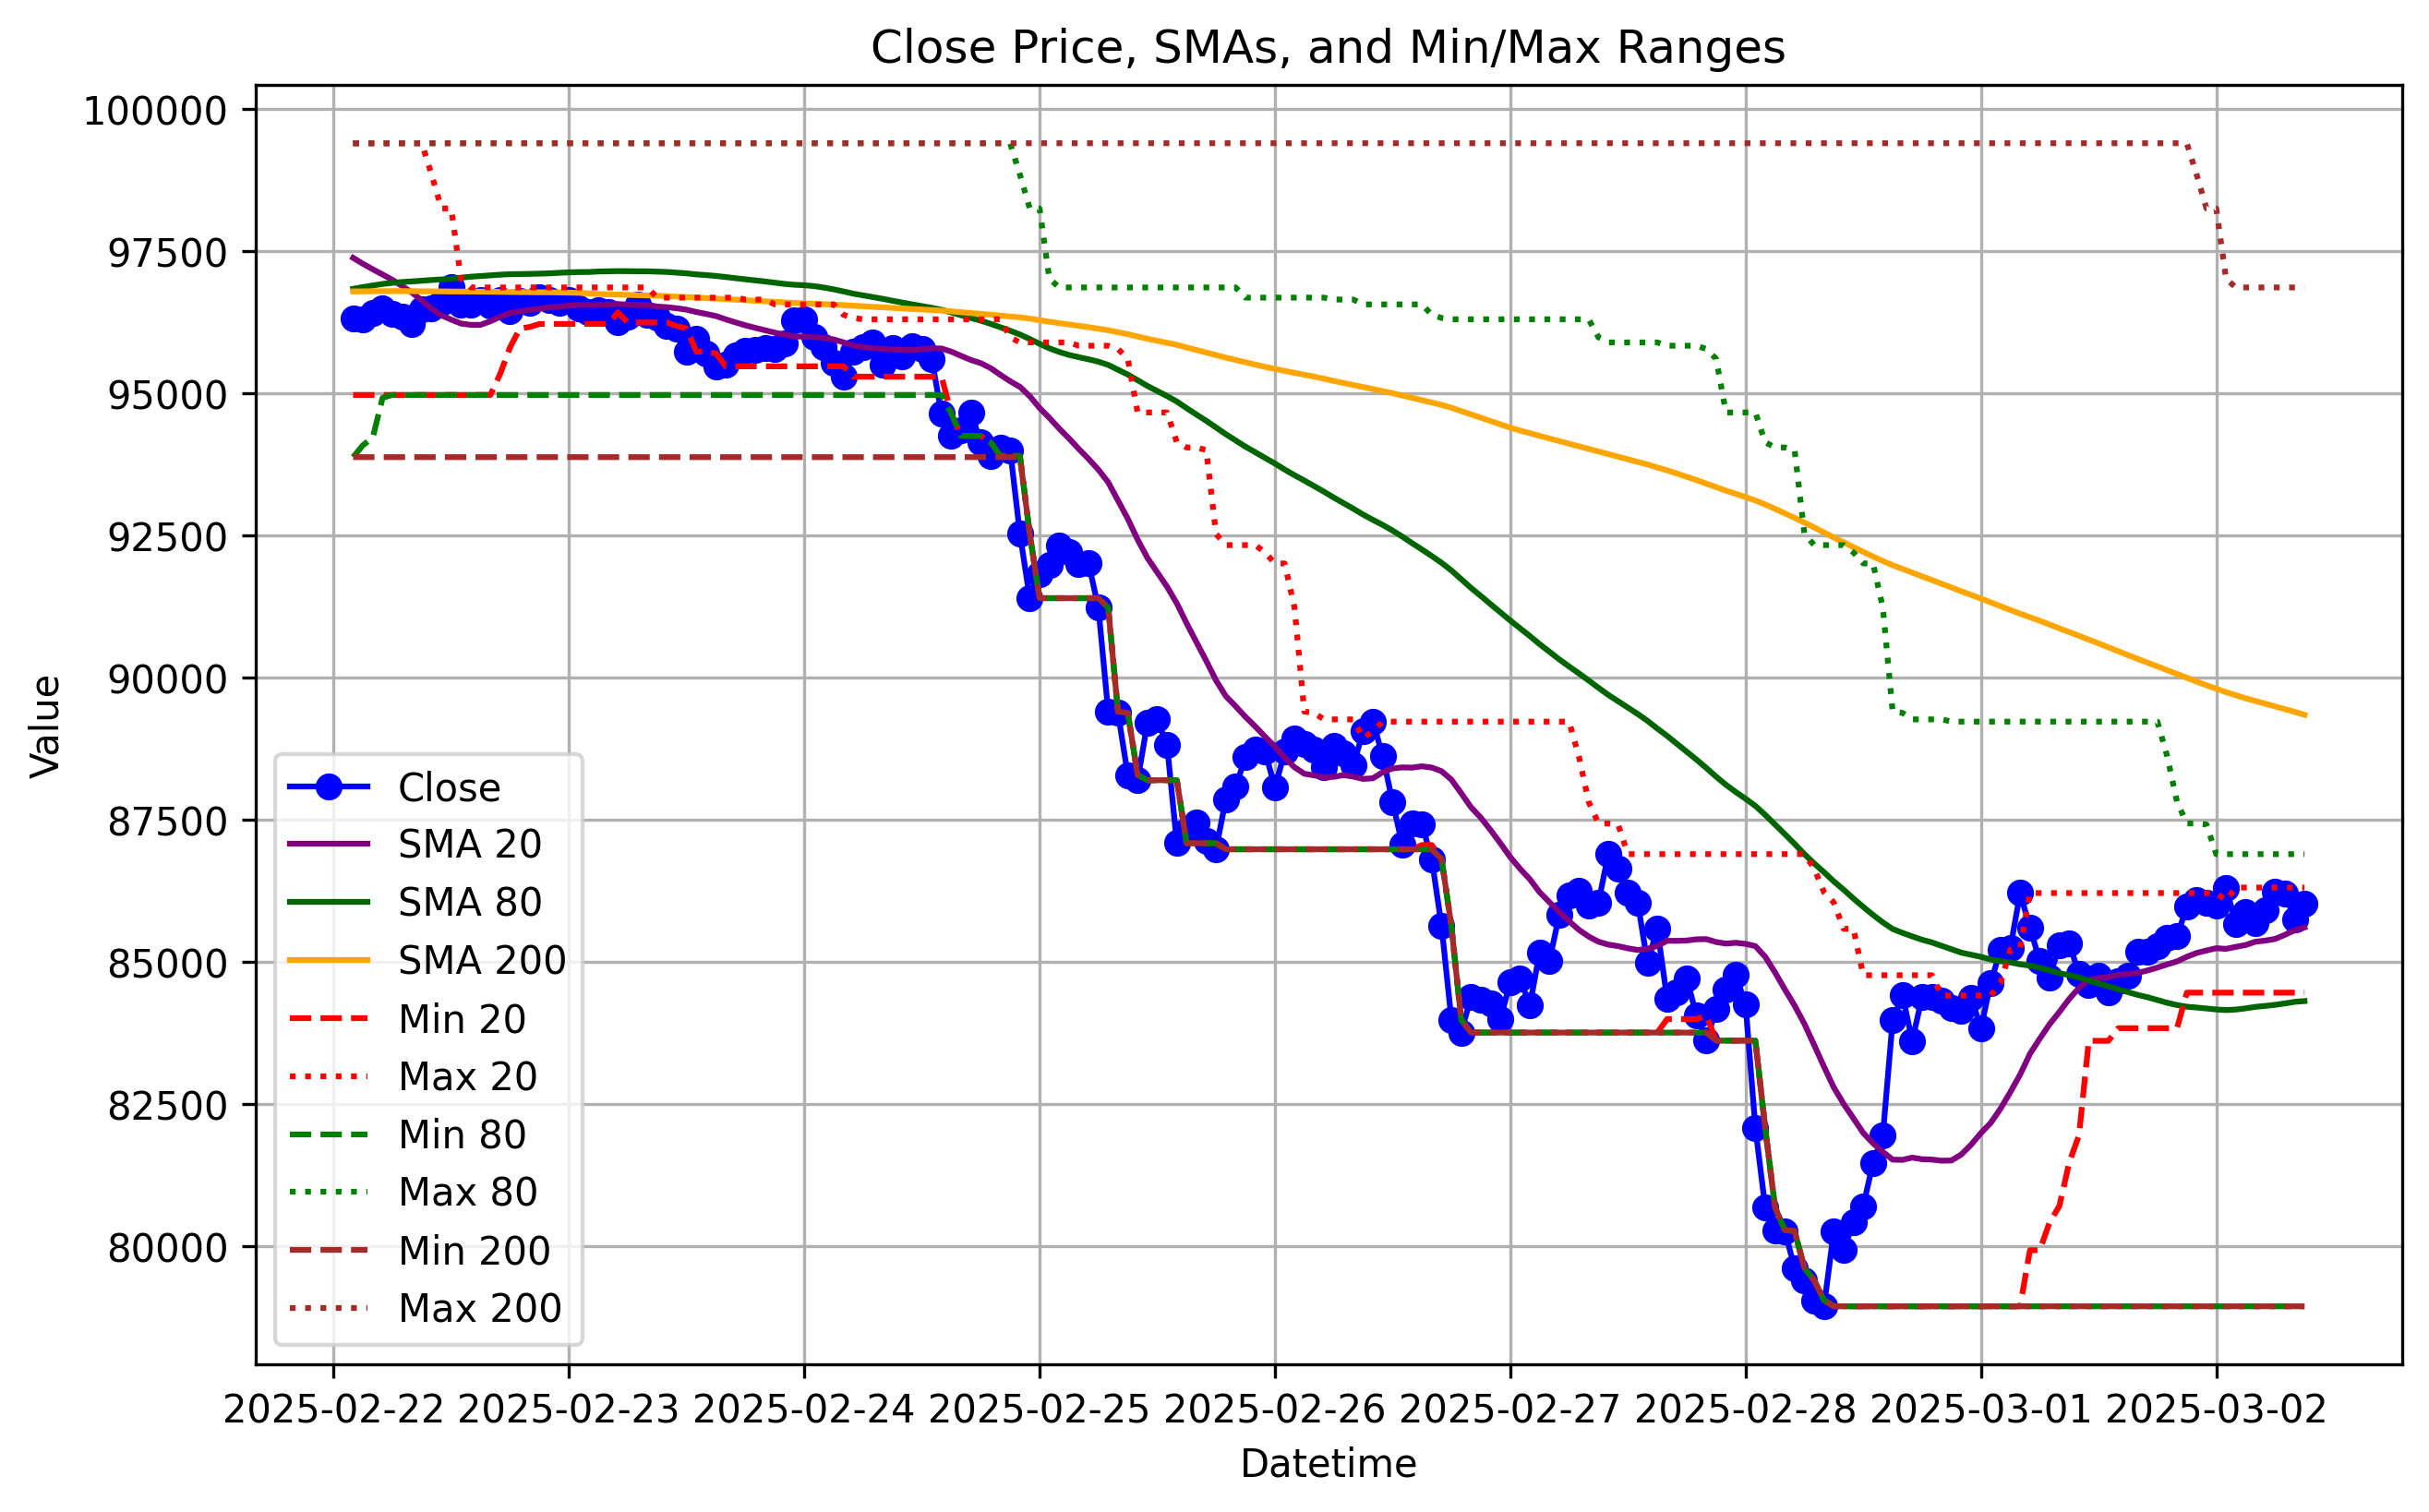 Close Price, SMAs, and Min/Max Ranges
100000
97500
95000
92500
90000
87500
85000
82500
80000
Value
Close
SMA 20
SMA 80
SMA 200
Min 20
Max 20
Min 80
Max 80
Min 200
Max 200
2025-02-22 2025-02-23 2025-02-24 2025-02-25 2025-02-26 2025-02-27 2025-02-28 2025-03-01 2025-03-02
Datetime